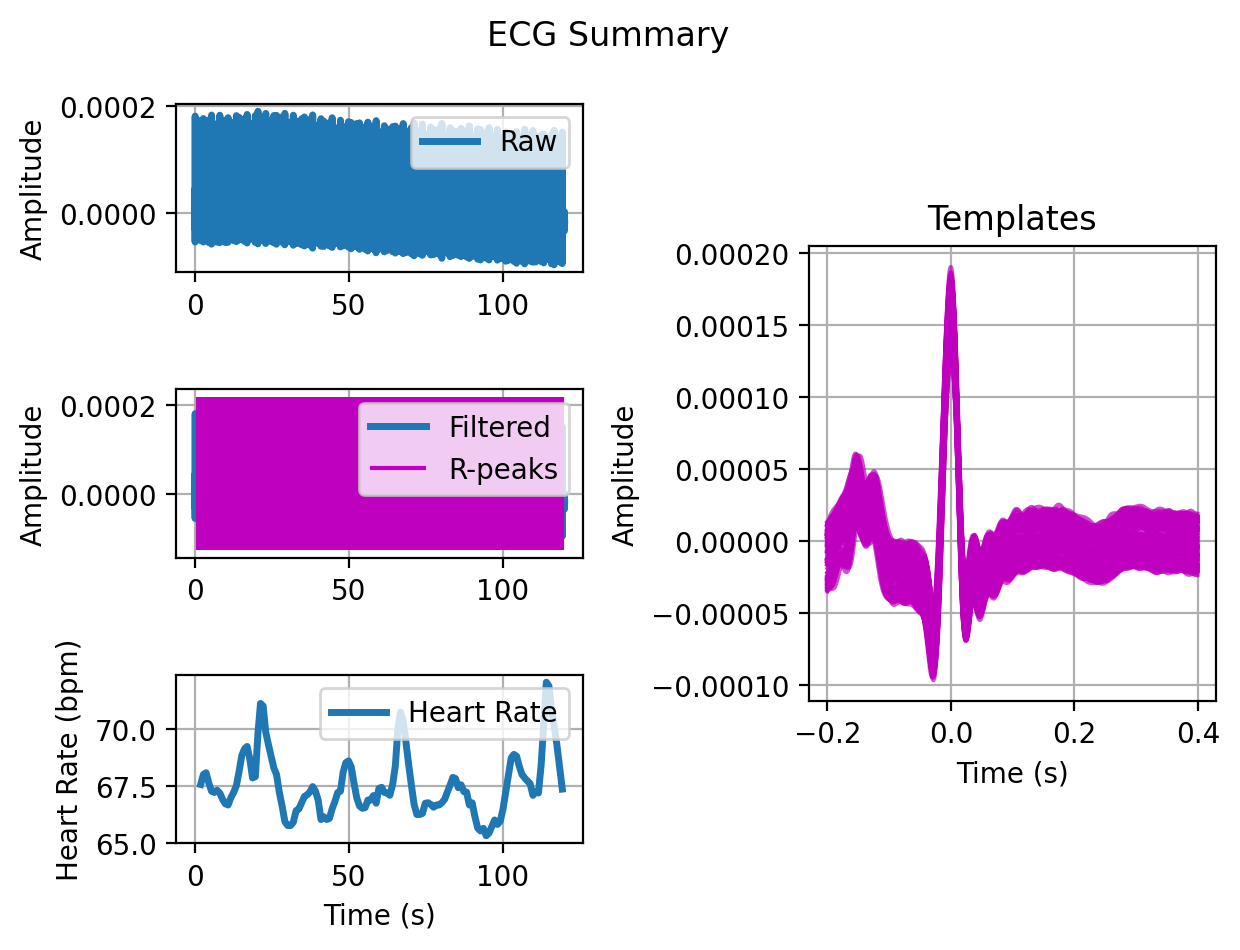 ECG Summary
0.0002
0.0000
Amplitude
Raw
0 50 100
0.0002
0.0000
Amplitude
Filtered
R-peaks
0 50 100
70.0
67.5
65.0
Heart Rate (bpm)
Heart Rate
0 50 100
Time (s)
Templates
0.00020
0.00015
0.00010
0.00005
0.00000
−0.00005
−0.00010
Amplitude
−0.2 0.0 0.2 0.4
Time (s)